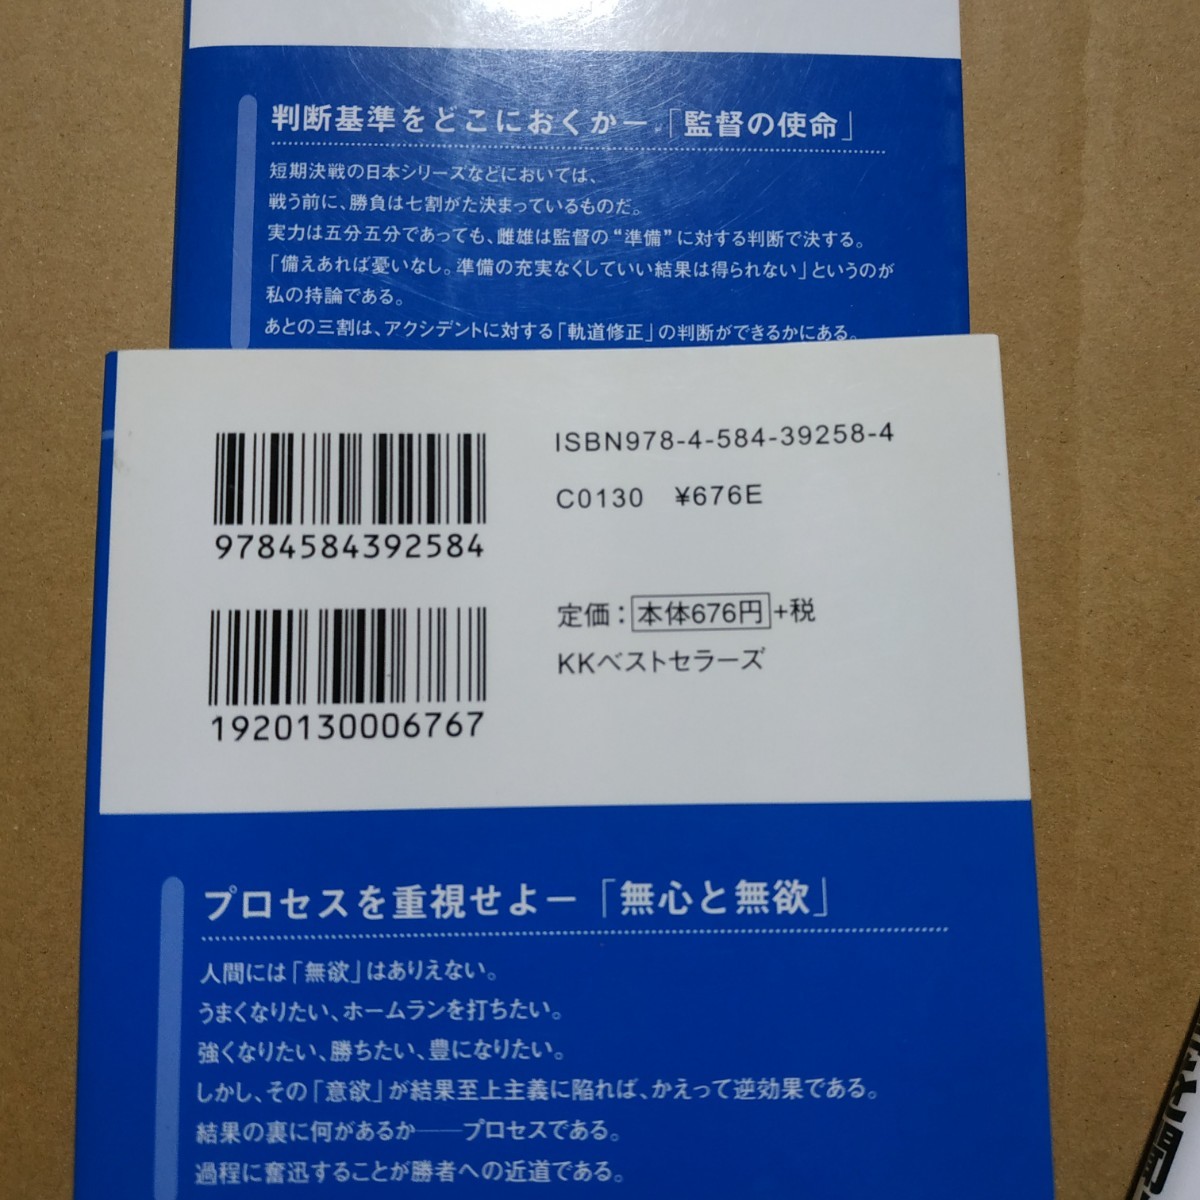 判断基準をどこにおくかー「監督の使命」
短期決戦の日本シリーズなどにおいては、
戦う前に、勝負は七割がた決まっているものだ。
実力は五分五分であっても、雌雄は監督の“準備”に対する判断で決する。
「備えあれば憂いなし。準備の充実なくしていい結果は得られない」というのが
私の持論である。
あとの三割は、アクシデントに対する「軌道修正」の判断ができるかにある。
ISBN978-4-584-39258-4
C0130 ¥676E
9784584392584
定価：本体676円+税
KKベストセラーズ
1920130006767
プロセスを重視せよー「無心と無欲」
人間には「無欲」はありえない。
うまくなりたい、ホームランを打ちたい。
強くなりたい、勝ちたい、豊になりたい。
しかし、その「意欲」が結果至上主義に陥れば、かえって逆効果である。
結果の裏に何があるか――プロセスである。
過程に奮迅することが勝者への近道である。